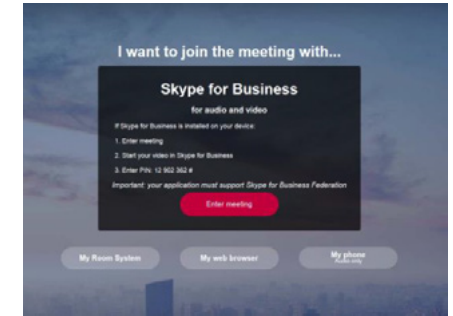 I want to join the meeting with...
Skype for Business
for audio and video
If Skype for Business is installed on your device:
1. Enter meeting
2. Start your video in Skype for Business
3. Enter PIN: 12 902 362 #
Important: your application must support Skype for Business Federation
Enter meeting
My Room System
My web browser
My phone
Audio only